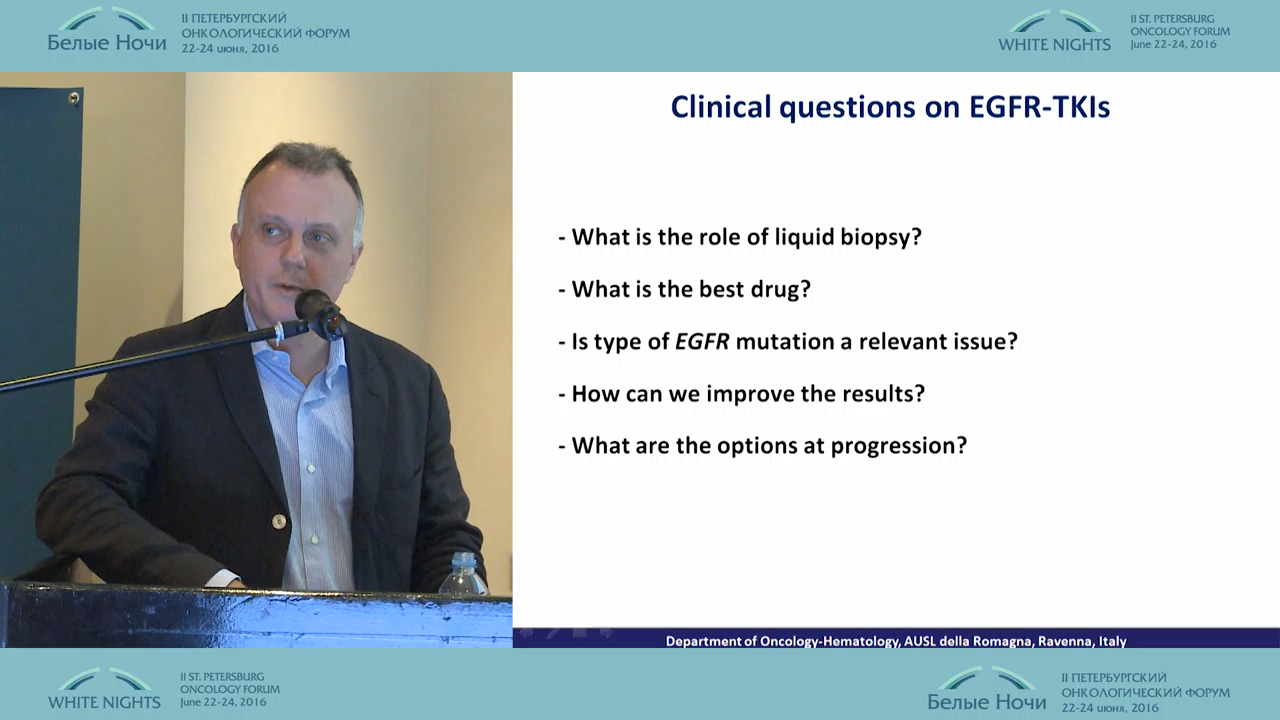 Белые Ночи
II ПЕТЕРБУРГСКИЙ
ОНКОЛОГИЧЕСКИЙ ФОРУМ
22-24 июня, 2016
WHITE NIGHTS
II ST. PETERSBURG
ONCOLOGY FORUM
June 22-24, 2016
Clinical questions on EGFR-TKIs
- What is the role of liquid biopsy?
- What is the best drug?
- Is type of EGFR mutation a relevant issue?
- How can we improve the results?
- What are the options at progression?
Department of Oncology-Hematology, AUSL della Romagna, Ravenna, Italy
WHITE NIGHTS
II ST. PETERSBURG
ONCOLOGY FORUM
June 22-24, 2016
Белые Ночи
II ПЕТЕРБУРГСКИЙ
ОНКОЛОГИЧЕСКИЙ ФОРУМ
22-24 июня, 2016